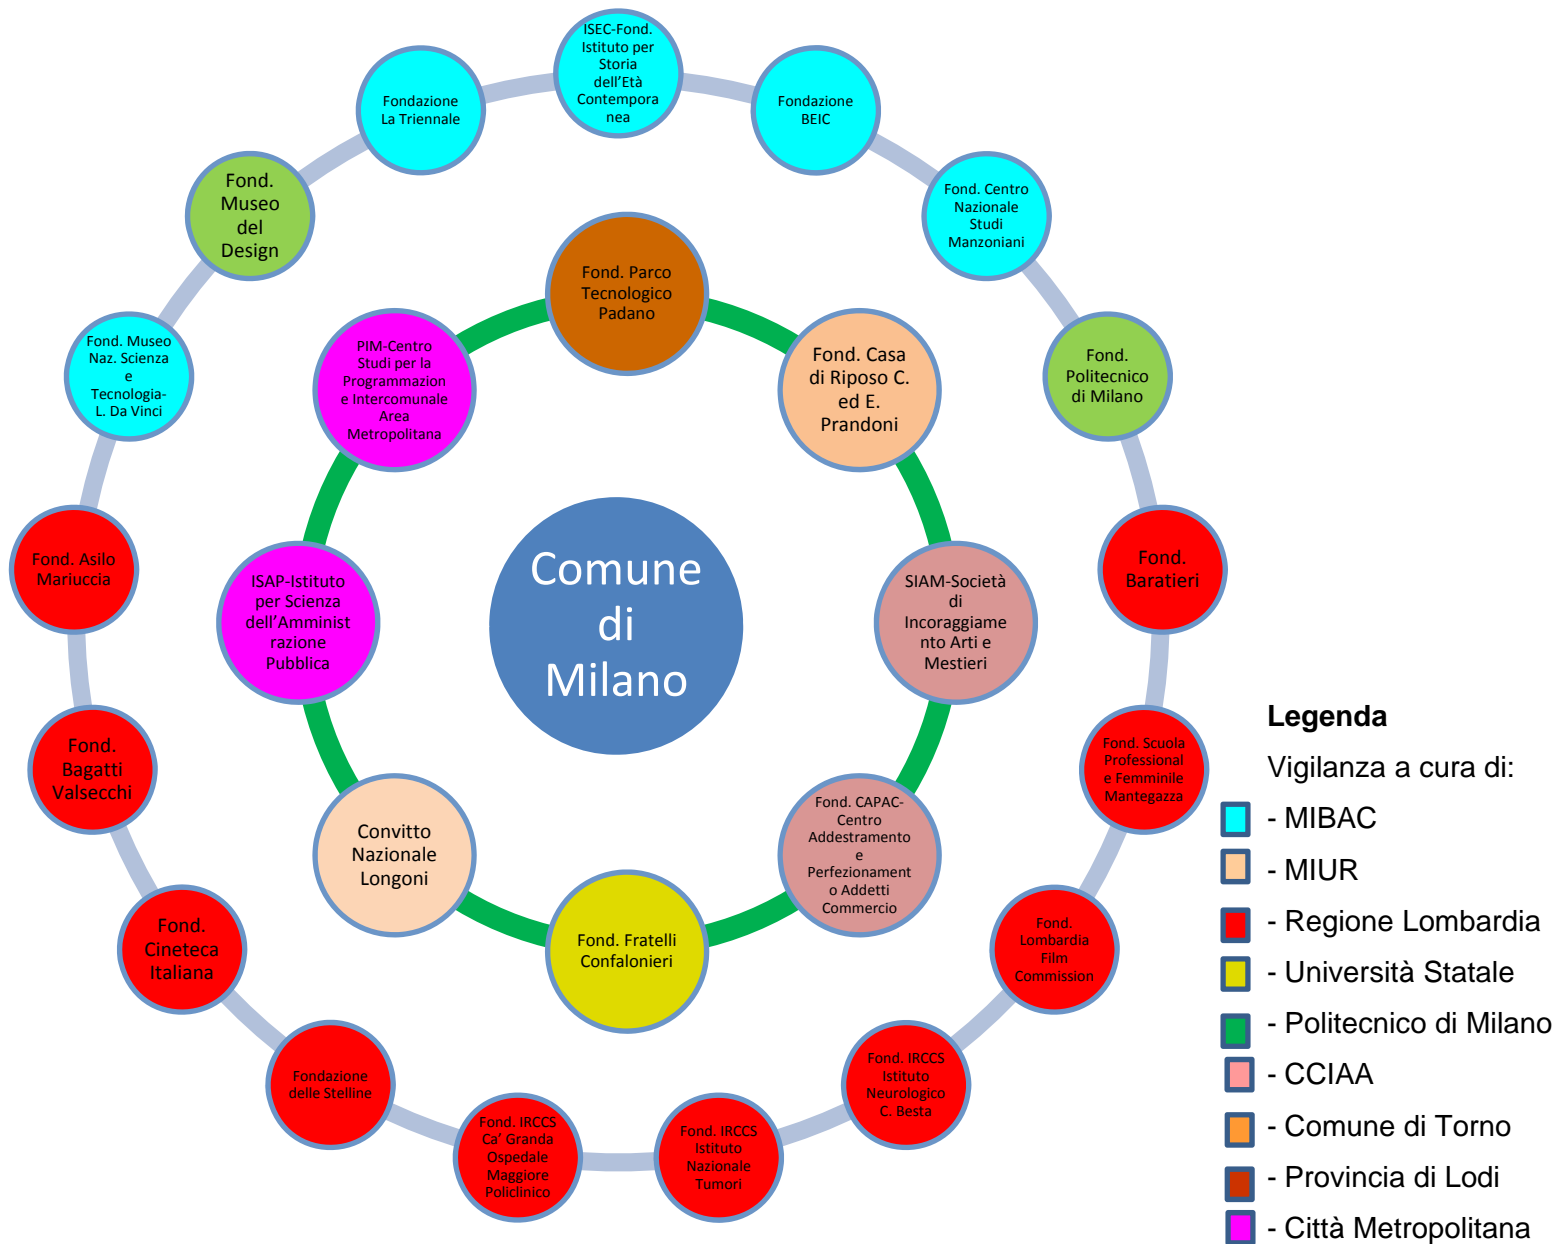 ISEC-Fond.
Istituto per
Storia
dell'Età
Contempora
nea
Fondazione
La Triennale
Fondazione
BEIC
Fond.
Museo
del
Design
Fond. Centro
Nazionale
Studi
Manzoniani
Fond. Museo
Naz. Scienza
e
Tecnologia-
L. Da Vinci
Fond.
Politecnico
di Milano
Fond. Asilo
Mariuccia
Fond.
Baratieri
Fond.
Bagatti
Valsecchi
Fond. Scuola
Professional
e Femminile
Mantegazza
Fond.
Cineteca
Italiana
Fond.
Lombardia
Film
Commission
Fondazione
delle Stelline
Fond. IRCCS
Istituto
Neurologico
C. Besta
Fond. IRCCS
Ca' Granda
Ospedale
Maggiore
Policlinico
Fond. IRCCS
Istituto
Nazionale
Tumori
Fond. Parco
Tecnologico
Padano
PIM-Centro
Studi per la
Programmazion
e Intercomunale
Area
Metropolitana
Fond. Casa
di Riposo C.
ed E.
Prandoni
ISAP-Istituto
per Scienza
dell'Amminist
razione
Pubblica
SIAM-Società
di
Incoraggiame
nto Arti e
Mestieri
Convitto
Nazionale
Longoni
Fond. CAPAC-
Centro
Addestramento
e
Perfezionament
o Addetti
Commercio
Fond. Fratelli
Confalonieri
Comune
di
Milano
Legenda
Vigilanza a cura di:
- MIBAC
- MIUR
- Regione Lombardia
- Università Statale
- Politecnico di Milano
- CCIAA
- Comune di Torno
- Provincia di Lodi
- Città Metropolitana